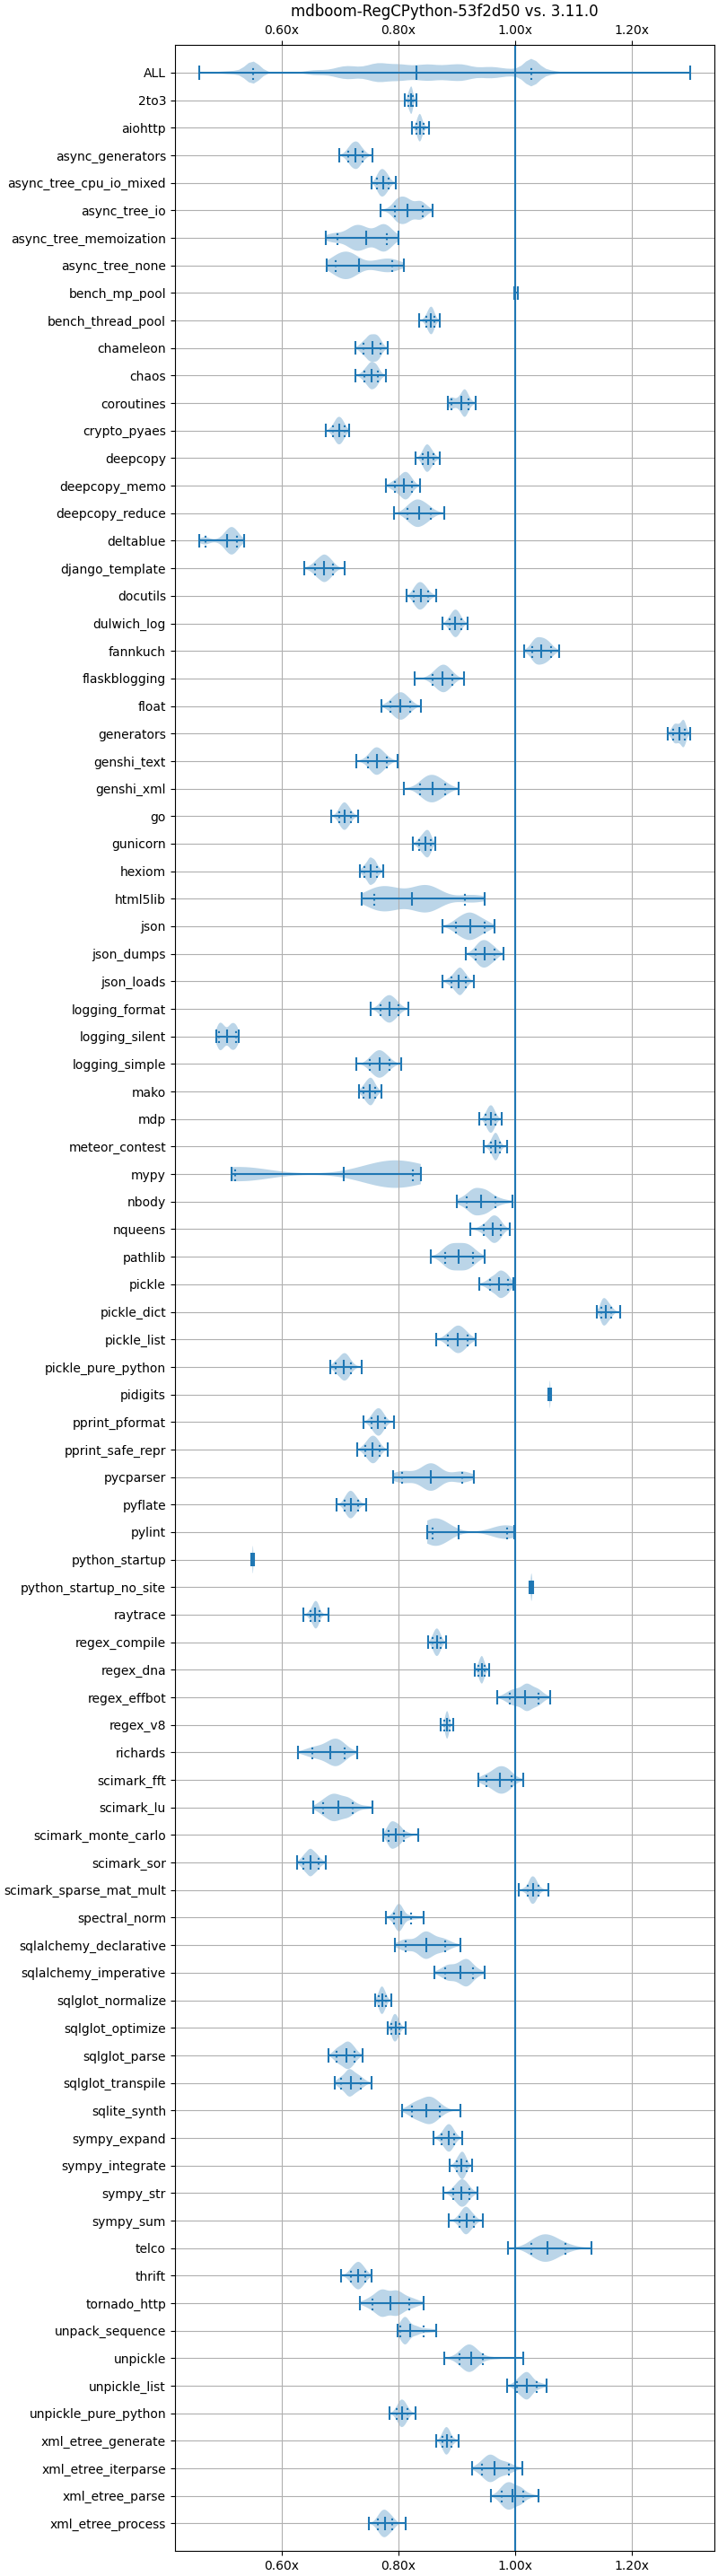 mdboom-RegCPython-53f2d50 vs. 3.11.0
0.60x 0.80x 1.00x 1.20x
ALL
2to3
aiohttp
async_generators
async_tree_cpu_io_mixed
async_tree_io
async_tree_memoization
async_tree_none
bench_mp_pool
bench_thread_pool
chameleon
chaos
coroutines
crypto_pyaes
deepcopy
deepcopy_memo
deepcopy_reduce
deltablue
django_template
docutils
dulwich_log
fannkuch
flaskblogging
float
generators
genshi_text
genshi_xml
go
gunicorn
hexiom
html5lib
json
json_dumps
json_loads
logging_format
logging_silent
logging_simple
mako
mdp
meteor_contest
mypy
nbody
nqueens
pathlib
pickle
pickle_dict
pickle_list
pickle_pure_python
pidigits
pprint_pformat
pprint_safe_repr
pycparser
pyflate
pylint
python_startup
python_startup_no_site
raytrace
regex_compile
regex_dna
regex_effbot
regex_v8
richards
scimark_fft
scimark_lu
scimark_monte_carlo
scimark_sor
scimark_sparse_mat_mult
spectral_norm
sqlalchemy_declarative
sqlalchemy_imperative
sqlglot_normalize
sqlglot_optimize
sqlglot_parse
sqlglot_transpile
sqlite_synth
sympy_expand
sympy_integrate
sympy_str
sympy_sum
telco
thrift
tornado_http
unpack_sequence
unpickle
unpickle_list
unpickle_pure_python
xml_etree_generate
xml_etree_iterparse
xml_etree_parse
xml_etree_process
0.60x 0.80x 1.00x 1.20x